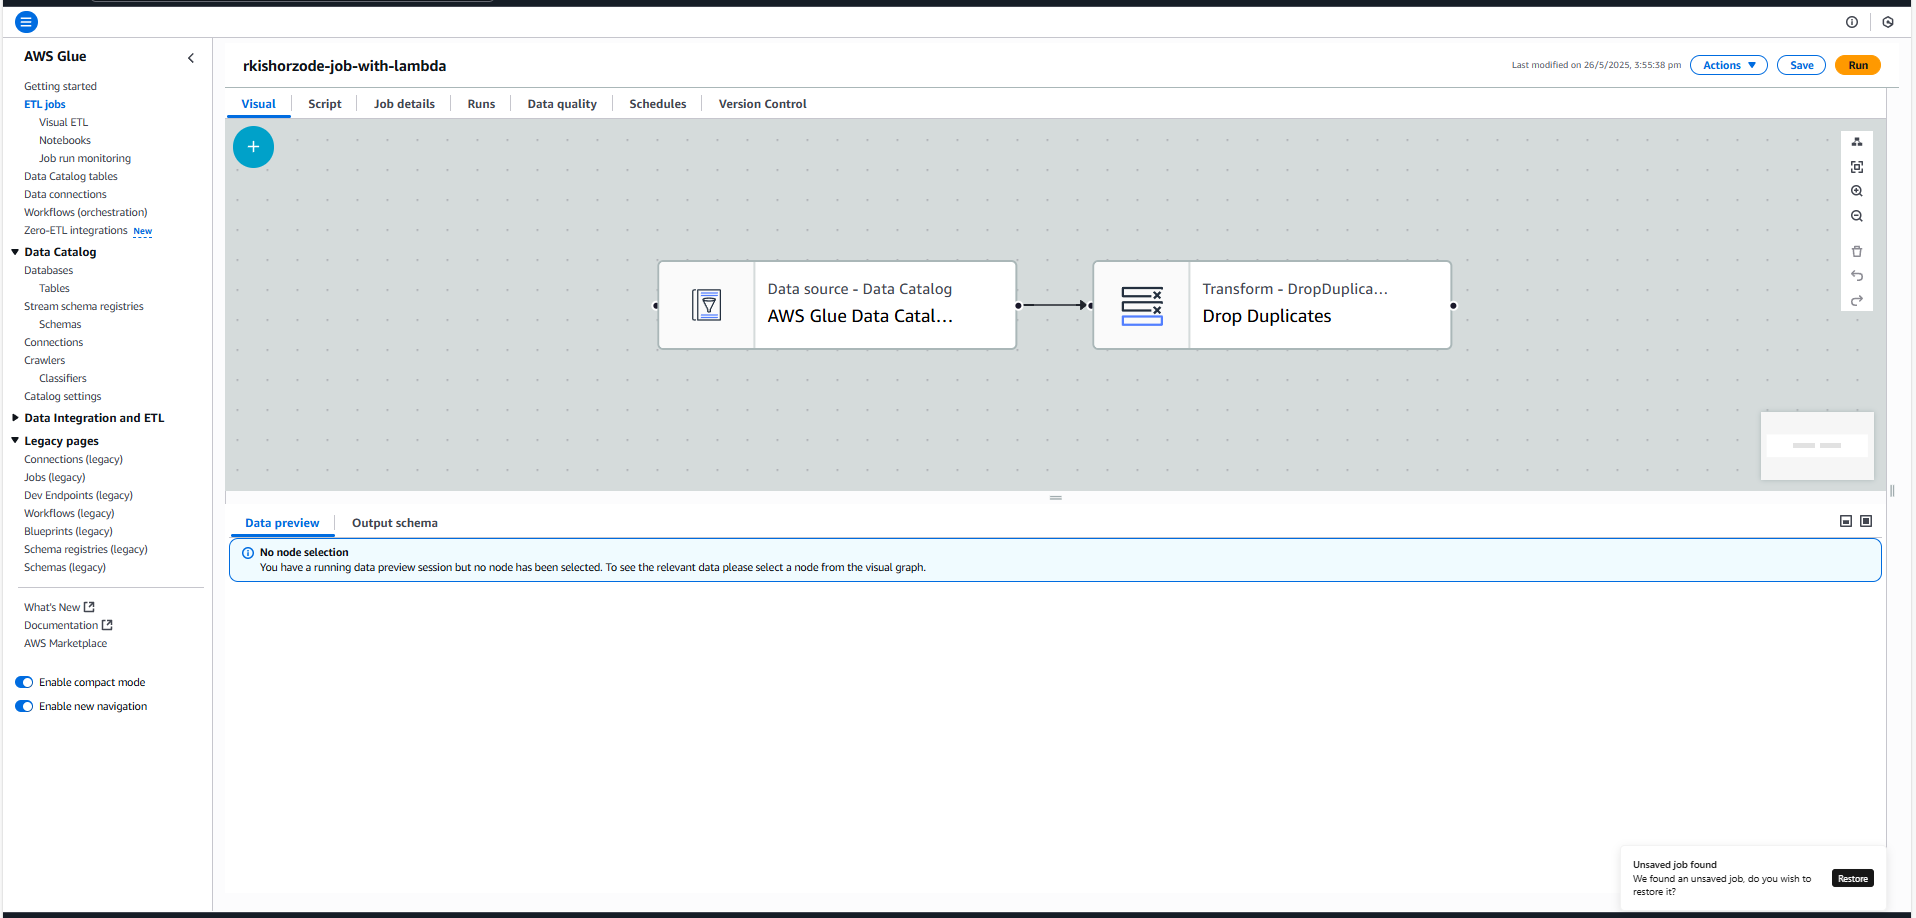 AWS Glue
Getting started
ETL jobs
Visual ETL
Notebooks
Job run monitoring
Data Catalog tables
Data connections
Workflows (orchestration)
Zero-ETL integrations New
Data Catalog
Databases
Tables
Stream schema registries
Schemas
Connections
Crawlers
Classifiers
Catalog settings
Data Integration and ETL
Legacy pages
Connections (legacy)
Jobs (legacy)
Dev Endpoints (legacy)
Workflows (legacy)
Blueprints (legacy)
Schema registries (legacy)
Schemas (legacy)
What's New
Documentation
AWS Marketplace
Enable compact mode
Enable new navigation
rkishorzode-job-with-lambda
Last modified on 26/5/2025, 3:55:38 pm
Actions
Save
Run
Visual
Script
Job details
Runs
Data quality
Schedules
Version Control
Data source - Data Catalog
AWS Glue Data Catal...
Transform - DropDuplica...
Drop Duplicates
Data preview
Output schema
No node selection
You have a running data preview session but no node has been selected. To see the relevant data please select a node from the visual graph.
Unsaved job found
We found an unsaved job, do you wish to
restore it?
Restore